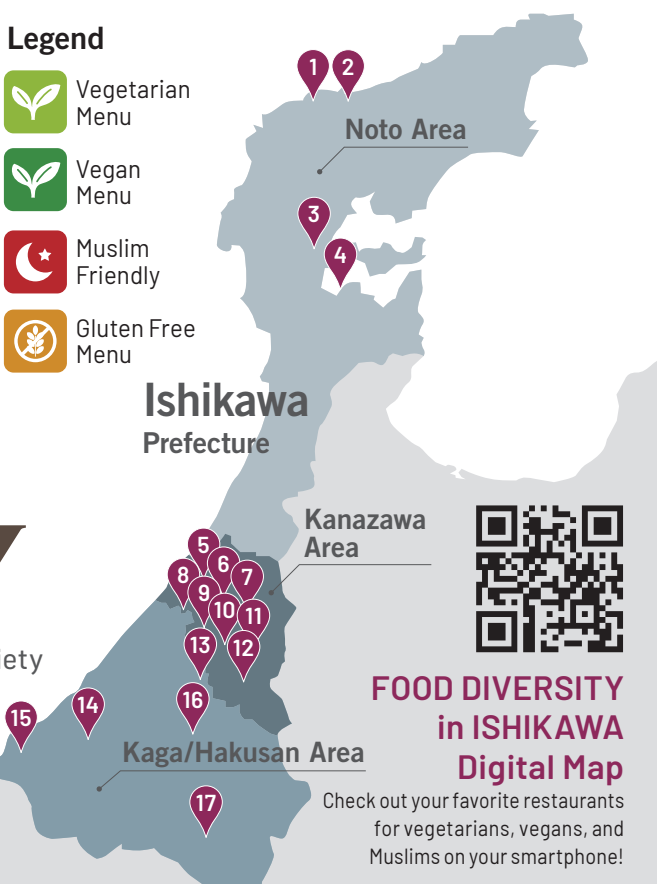 Legend
Vegetarian
Menu
Vegan
Menu
Muslim
Friendly
Gluten Free
Menu
1
2
Noto Area
3
4
Ishikawa
Prefecture
Kanazawa
Area
5
6
7
8
9
10
11
12
13
iety
14
15
16
Kaga/Hakusan Area
17
FOOD DIVERSITY
in ISHIKAWA
Digital Map
Check out your favorite restaurants
for vegetarians, vegans, and
Muslims on your smartphone!